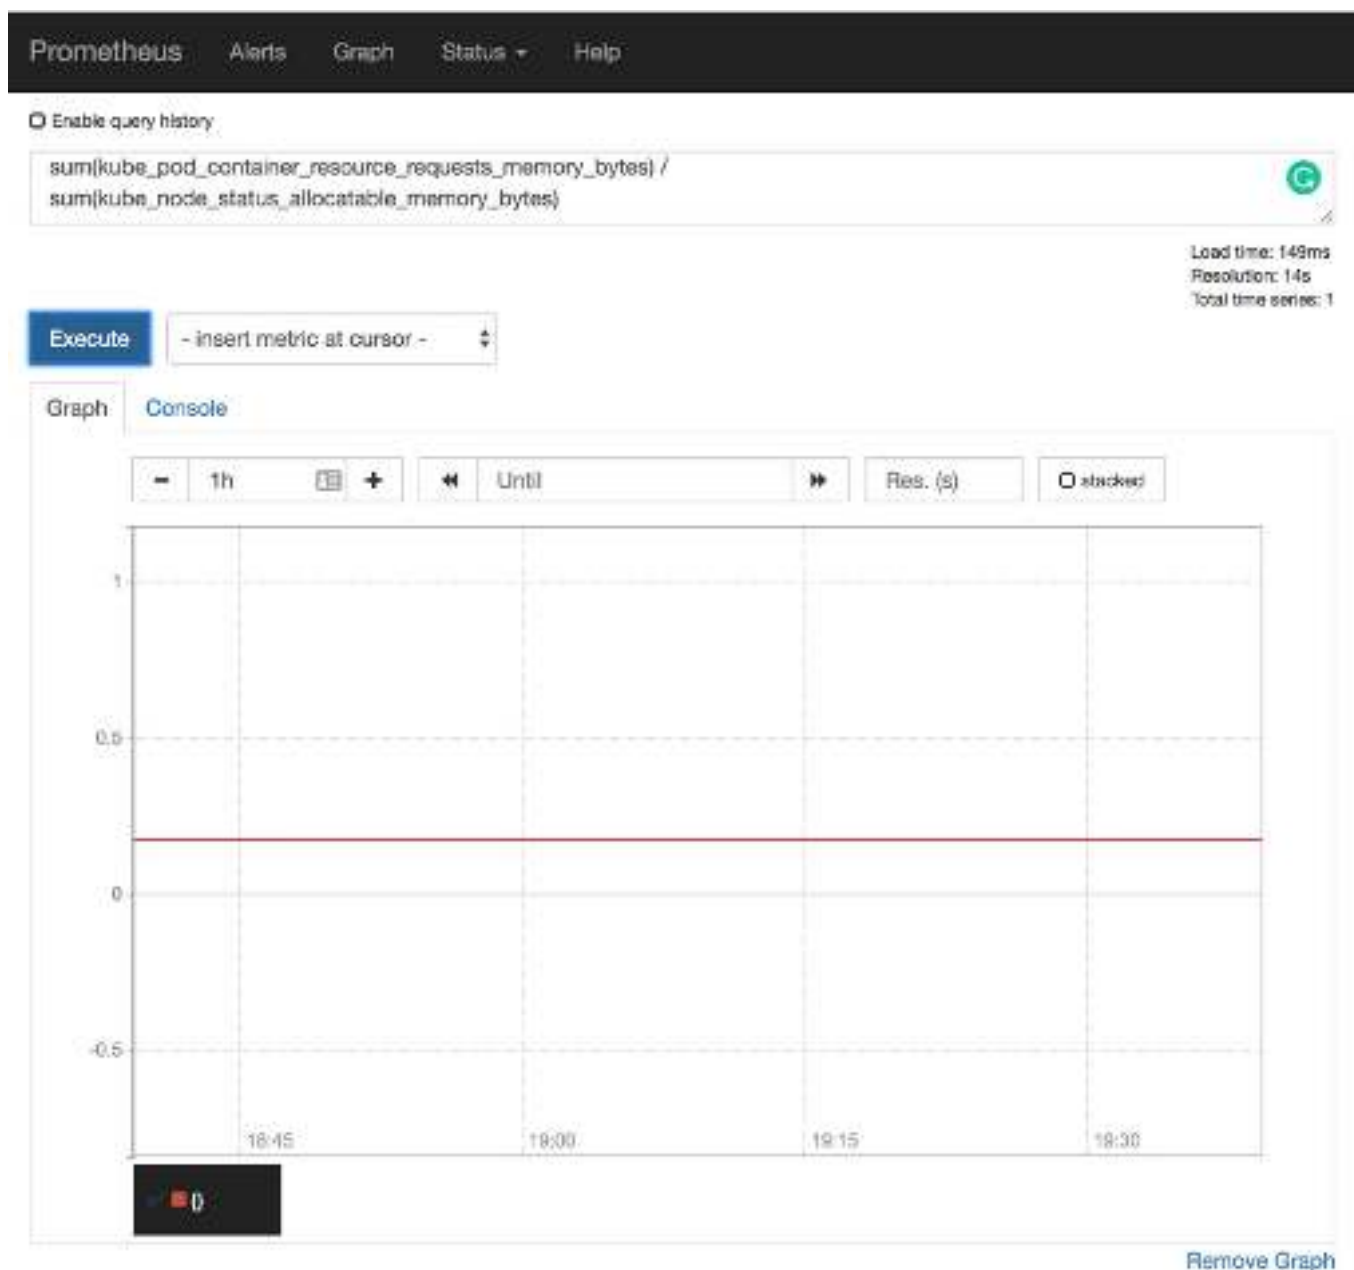 Prometheus Alerts Graph Status Help
Enable query history
sum(kube_pod_container_resource_requests_memory_bytes) /
sum(kube_node_status_allocatable_memory_bytes)
Load time: 149ms
Resolution: 14s
Total time series: 1
Execute - insert metric at cursor -
Graph Console
- 1h + Until Res. (s) stacked
1
0.5
0
-0.5
18:45 19:00 19:15 19:30
{}
Remove Graph